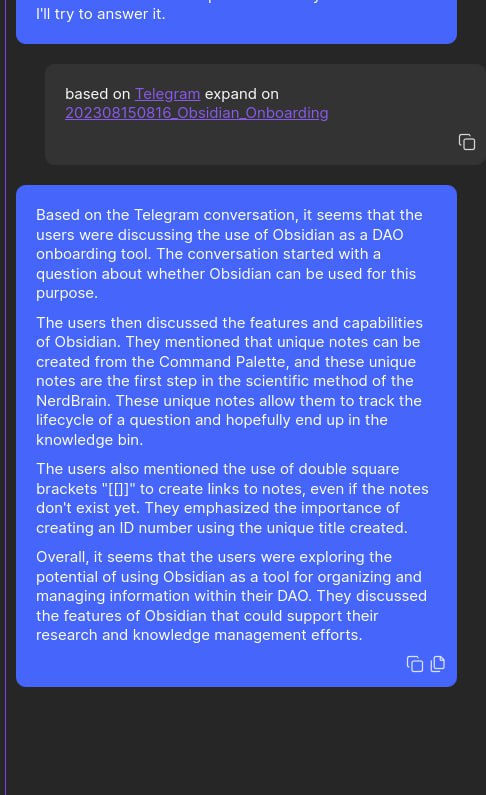 I'll try to answer it.
based on Telegram expand on
202308150816_Obsidian_Onboarding
Based on the Telegram conversation, it seems that the
users were discussing the use of Obsidian as a DAO
onboarding tool. The conversation started with a
question about whether Obsidian can be used for this
purpose.
The users then discussed the features and capabilities
of Obsidian. They mentioned that unique notes can be
created from the Command Palette, and these unique
notes are the first step in the scientific method of the
NerdBrain. These unique notes allow them to track the
lifecycle of a question and hopefully end up in the
knowledge bin.
The users also mentioned the use of double square
brackets "[[]]" to create links to notes, even if the notes
don't exist yet. They emphasized the importance of
creating an ID number using the unique title created.
Overall, it seems that the users were exploring the
potential of using Obsidian as a tool for organizing and
managing information within their DAO. They discussed
the features of Obsidian that could support their
research and knowledge management efforts.